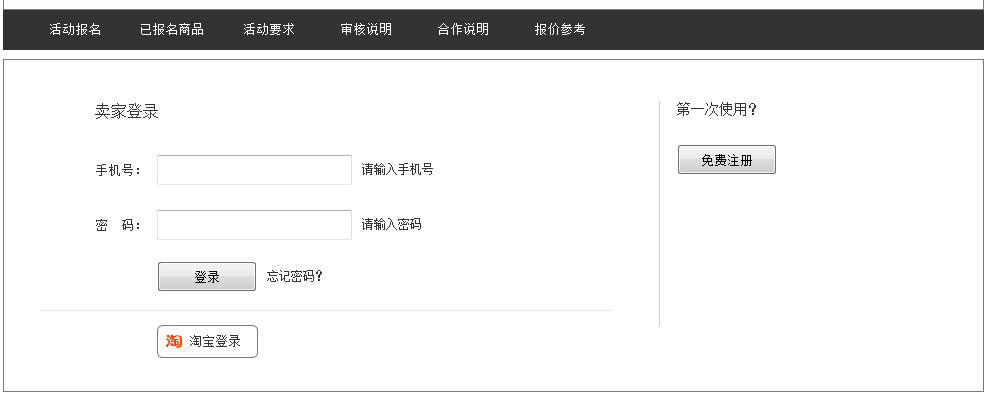 活动报名 已报名商品 活动要求 审核说明 合作说明 报价参考
卖家登录
手机号： 请输入手机号
密 码： 请输入密码
登录 忘记密码？
淘 淘宝登录
第一次使用？
免费注册